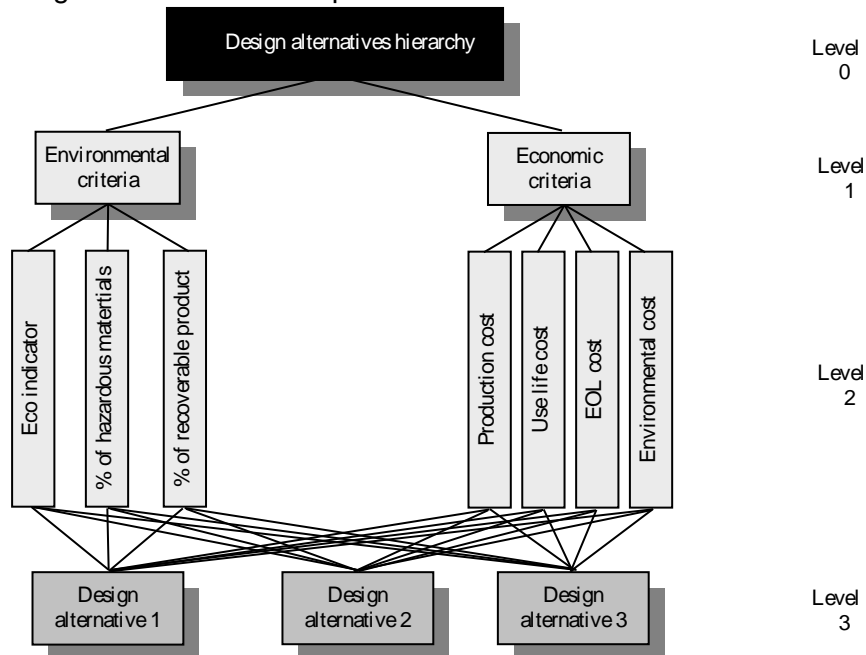 Design alternatives hierarchy
Level
0
Environmental
criteria
Economic
criteria
Level
1
Eco indicator
% of hazardous matertials
% of recoverable product
Production cost
Use life cost
EOL cost
Environmental cost
Level
2
Design
alternative 1
Design
alternative 2
Design
alternative 3
Level
3